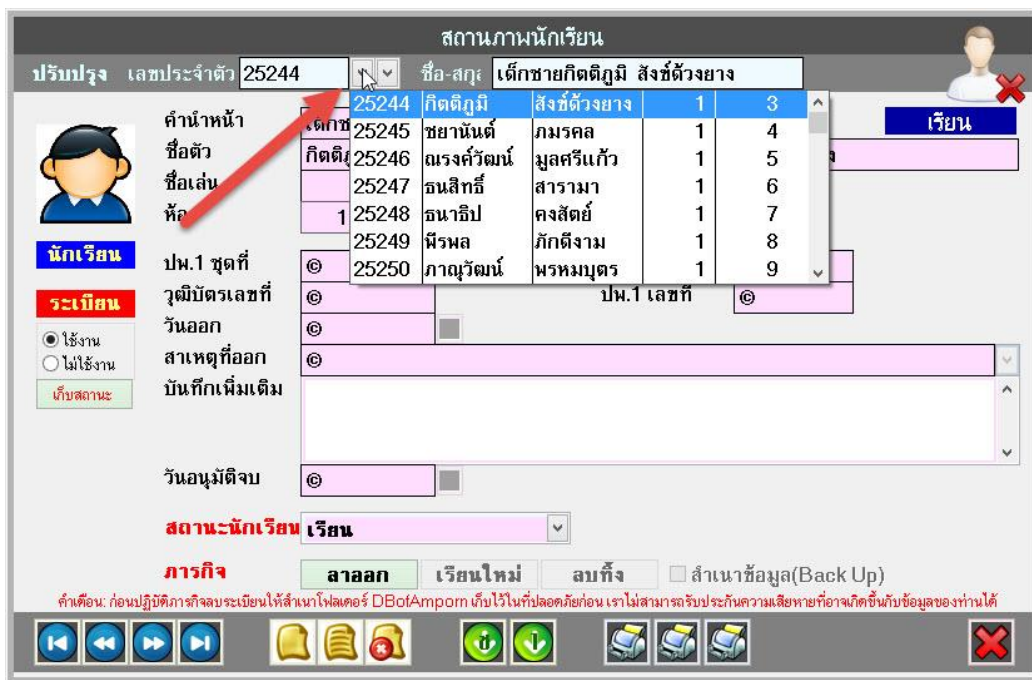 สถานภาพนักเรียน
ปรับปรุง เลขประจำตัว 25244 ชื่อ-สกุ เด็กชายกิตติภูมิ สังข์ด้วงยาง
25244 กิตติภูมิ สังข์ด้วงยาง 1 3
25245 ชยานันต์ ภมรคล 1 4
25246 ณรงค์วัฒน์ มูลศรีแก้ว 1 5
25247 ธนสิทธิ์ สารามา 1 6
25248 ธนาธิป คงสัตย์ 1 7
25249 พีรพล ภักดีงาม 1 8
25250 ภาณุวัฒน์ พรหมบุตร 1 9
คำนำหน้า เด็กช เรียน
ชื่อตัว กิตติภ
ชื่อเล่น
ห้อ 1
นักเรียน
ปพ.1 ชุดที่ ©
ระเบียน
วุฒิบัตรเลขที่ © ปพ.1 เลขที่ ©
วันออก ©
ใช้งาน
ไม่ใช้งาน
สาเหตุที่ออก ©
เก็บสถานะ
บันทึกเพิ่มเติม
วันอนุมัติจบ ©
สถานะนักเรียน เรียน
ภารกิจ ลาออก เรียนใหม่ ลบทิ้ง สำเนาข้อมูล(Back Up)
คำเตือน: ก่อนปฏิบัติภารกิจลบระเบียนให้สำเนาโฟลเดอร์ DBofAmporn เก็บไว้ในที่ปลอดภัยก่อน เราไม่สามารถรับประกันความเสียหายที่อาจเกิดขึ้นกับข้อมูลของท่านได้
ช i